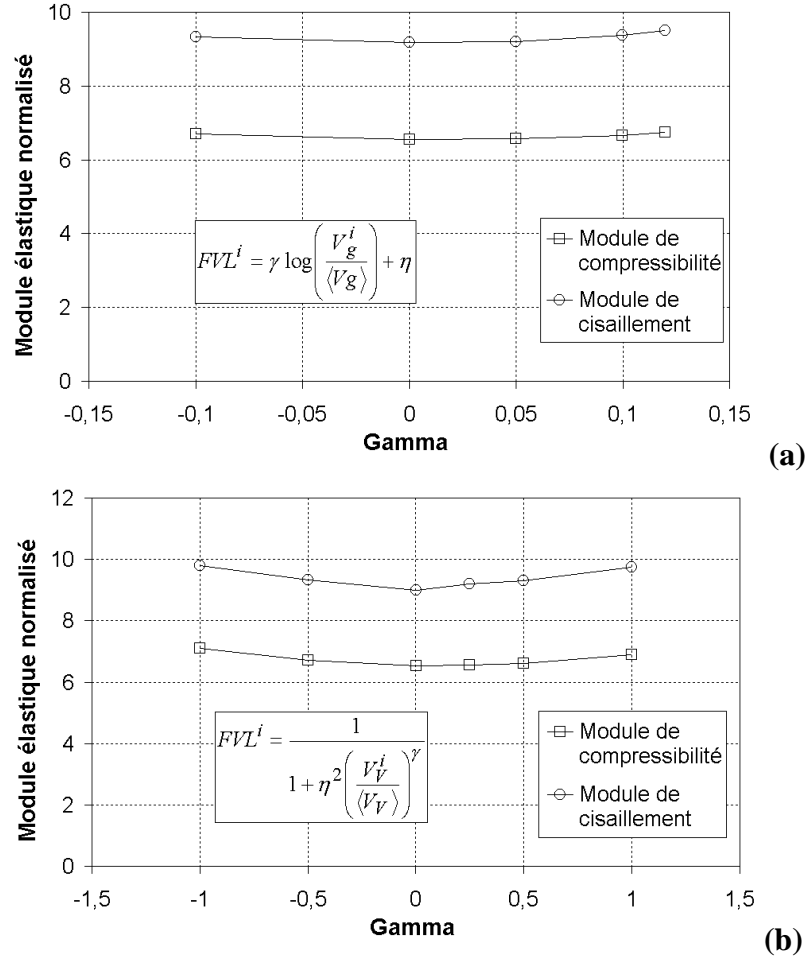 Module élastique normalisé
10
8
6
4
2
0
-0,15
-0,1
-0,05
0
0,05
0,1
0,15
Gamma
FVL^i = γ log(V_g^i / ⟨Vg⟩) + η
Module de
compressibilité
Module de
cisaillement
(a)
Module élastique normalisé
12
10
8
6
4
2
0
-1,5
-1
-0,5
0
0,5
1
1,5
Gamma
FVL^i = 1 / (1 + η^2 (V_V^i / ⟨V_V⟩)^γ)
Module de
compressibilité
Module de
cisaillement
(b)